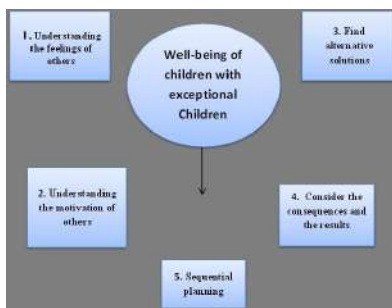 1. Understanding
the feelings of
others
Well-being of
children with
exceptional
Children
3. Find
alternative
solutions
2. Understanding
the motivation of
others
4. Consider the
consequences and
the results
5. Sequential
planning